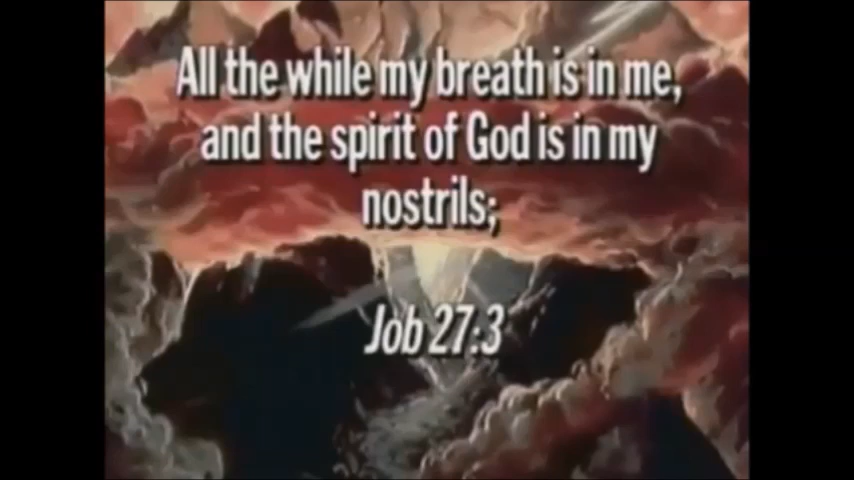 All the while my breath is in me,
and the spirit of God is in my
nostrils;
Job 27:3